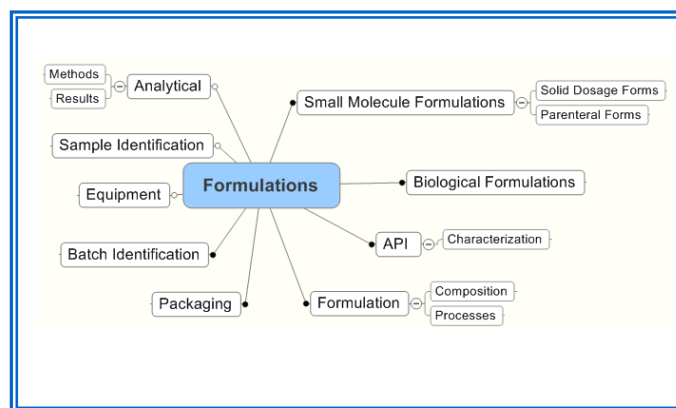 Methods
Results
Analytical
Sample Identification
Equipment
Batch Identification
Packaging
Formulations
Small Molecule Formulations
Solid Dosage Forms
Parenteral Forms
Biological Formulations
API
Characterization
Formulation
Composition
Processes